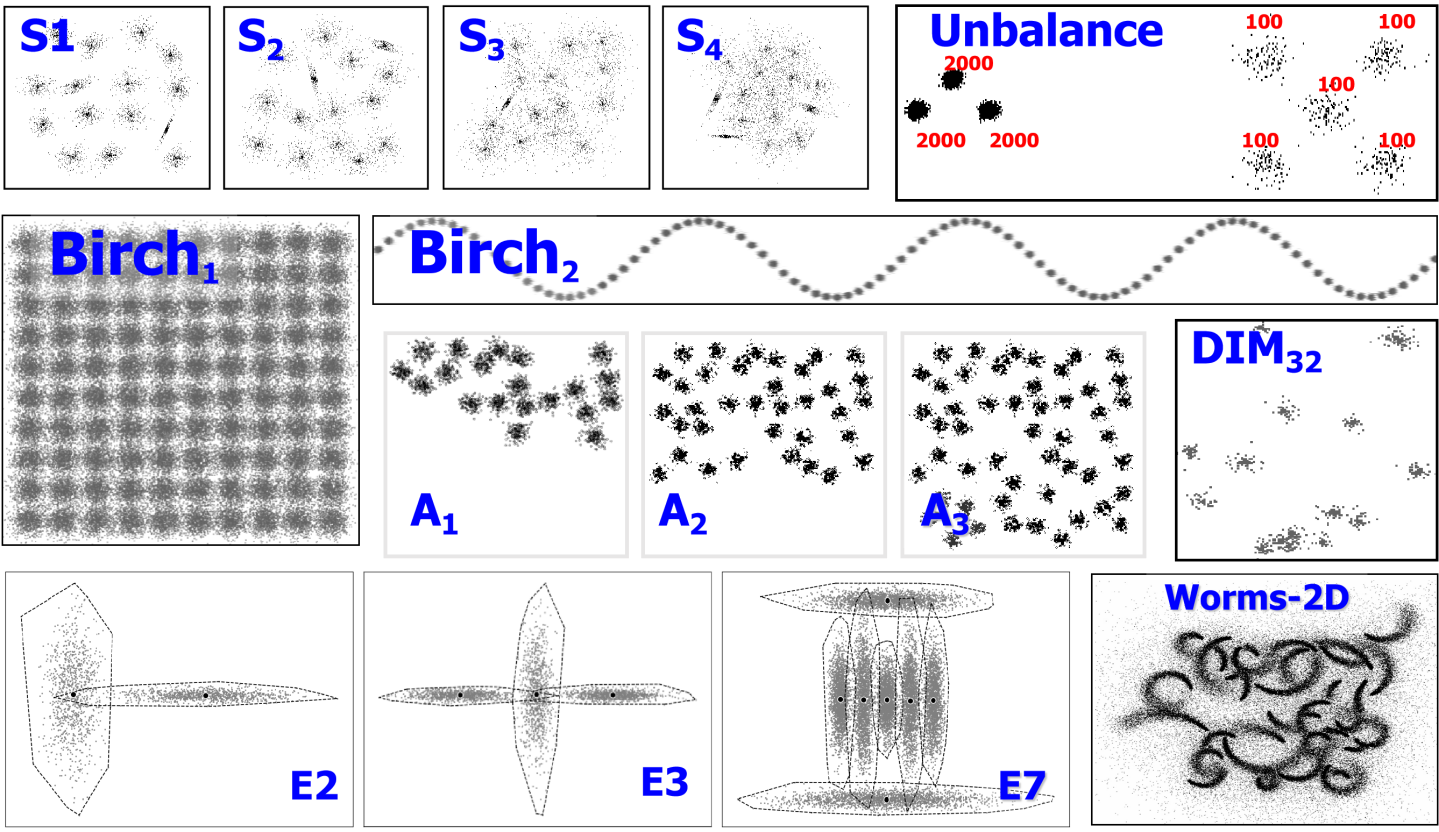 S1
S2
S3
S4
Unbalance
100
100
2000
100
2000
2000
100
100
Birch1
Birch2
DIM32
A1
A2
A3
E2
E3
E7
Worms-2D